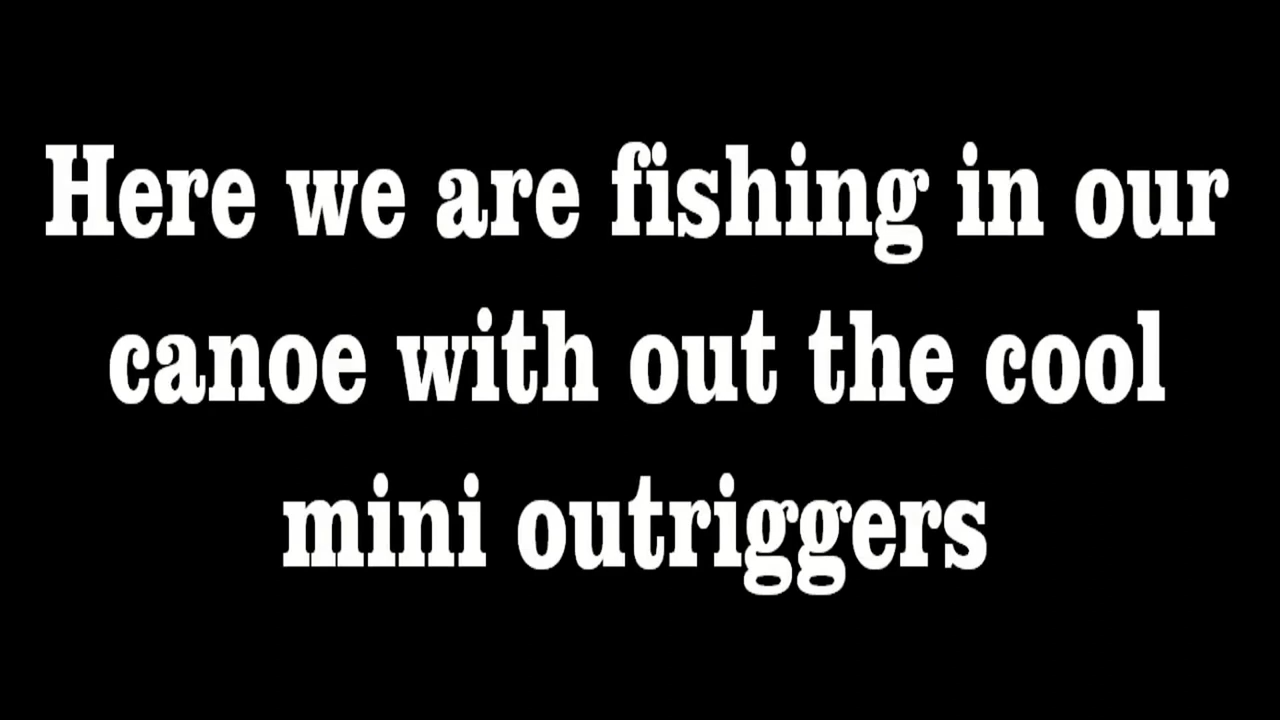 Here we are fishing in our
canoe with out the cool
mini outriggers